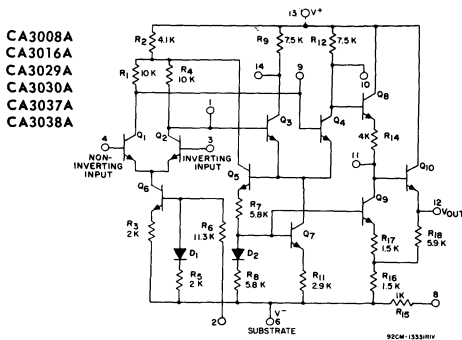 CA3008A
CA3016A
CA3029A
CA3030A
CA3037A
CA3038A
13 V+
R2 4.1K
R9 7.5K
R12 7.5K
R1 10K
R4 10K
14
9
10
Q8
1
Q1
Q2
Q3
Q4
4K R14
4
NON-INVERTING INPUT
3
INVERTING INPUT
11
Q10
Q5
Q6
R7 5.8K
Q9
12 VOUT
R3 2K
R6 11.3K
Q7
R17 1.5K
R18 5.9K
D1
D2
R5 2K
R8 5.8K
R11 2.9K
R16 1.5K
1K
R15
8
2
V-
6
SUBSTRATE
92CM-13331RIV